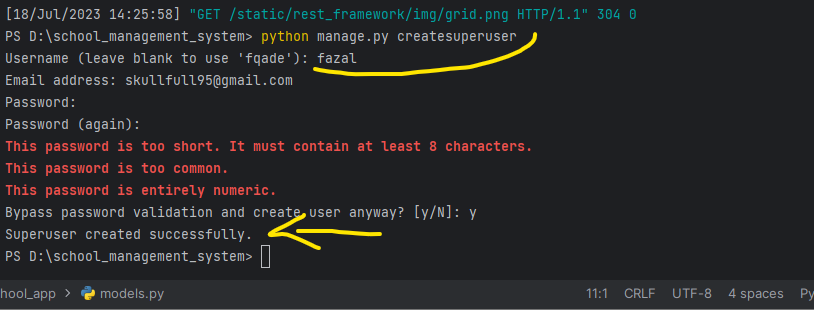 [18/Jul/2023 14:25:58] "GET /static/rest_framework/img/grid.png HTTP/1.1" 304 0
PS D:\school_management_system> python manage.py createsuperuser
Username (leave blank to use 'fqade'): fazal
Email address: skullfull95@gmail.com
Password:
Password (again):
This password is too short. It must contain at least 8 characters.
This password is too common.
This password is entirely numeric.
Bypass password validation and create user anyway? [y/N]: y
Superuser created successfully.
PS D:\school_management_system>
hool_app > models.py 11:1 CRLF UTF-8 4 spaces Py